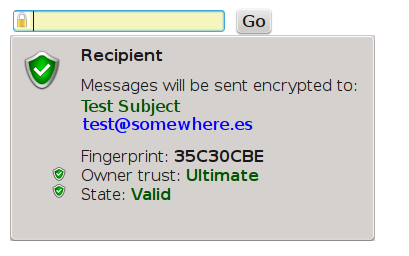 Go
Recipient
Messages will be sent encrypted to:
Test Subject
test@somewhere.es
Fingerprint: 35C30CBE
Owner trust: Ultimate
State: Valid